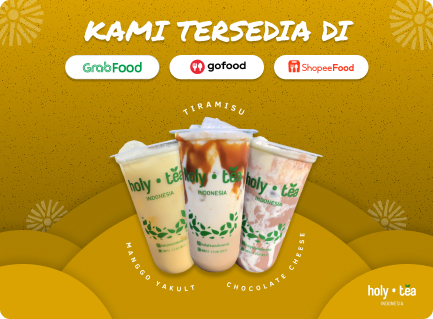 KAMI TERSEDIA DI
GrabFood
gofood
ShopeeFood
TIRAMISU
holy • tea
INDONESIA
holy • tea
INDONESIA
holy • tea
INDONESIA
MANGGO YAKULT
CHOCOLATE CHEESE
holy • tea
INDONESIA